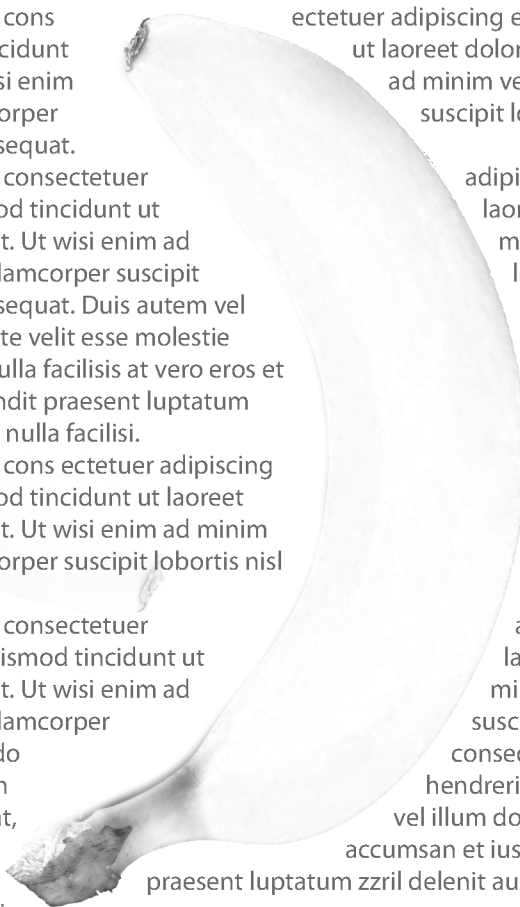 cons ectetuer adipiscing e
cidunt ut laoreet dolor
si enim ad minim ve
orper suscipit lo
sequat.
consectetuer adipi
od tincidunt ut laor
t. Ut wisi enim ad m
lamcorper suscipit l
sequat. Duis autem vel
te velit esse molestie
ulla facilisis at vero eros et
ndit praesent luptatum
nulla facilisi.
cons ectetuer adipiscing
od tincidunt ut laoreet
t. Ut wisi enim ad minim
orper suscipit lobortis nisl
consectetuer a
ismod tincidunt ut la
t. Ut wisi enim ad mi
lamcorper susc
do consec
n hendreri
at, vel illum do
accumsan et ius
praesent luptatum zzril delenit au